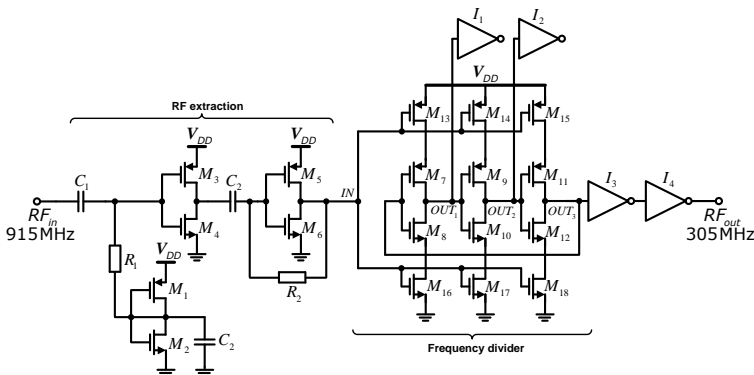 I1
I2
VDD
RF extraction
M13
M14
M15
VDD
VDD
M3
M5
C1
C2
IN
M7
M9
M11
I3
I4
RFin
915MHz
OUT1
OUT2
OUT3
RFout
305MHz
M4
M6
M8
M10
M12
VDD
R1
R2
M1
M16
M17
M18
M2
C2
Frequency divider